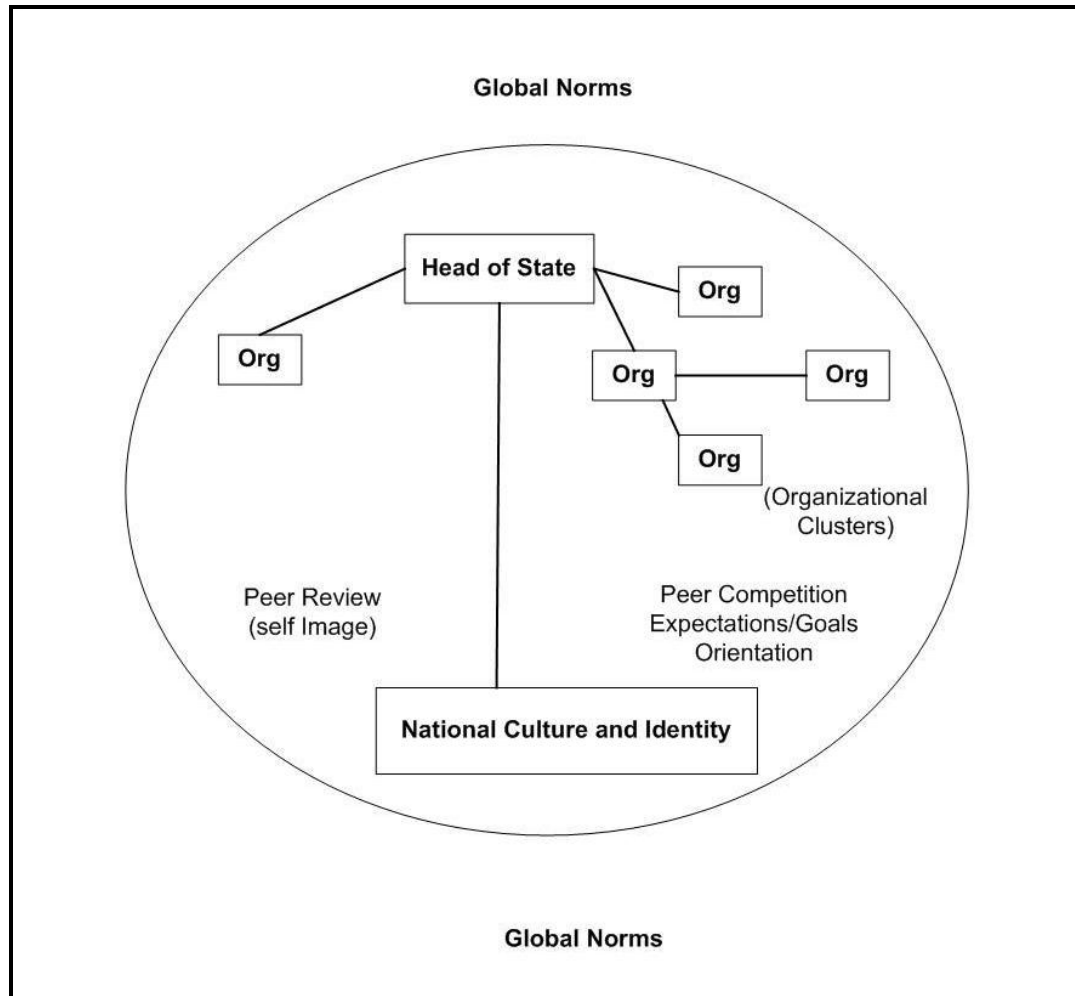 Global Norms
Head of State
Org
Org
Org
Org
Org
(Organizational
Clusters)
Peer Review
(self Image)
Peer Competition
Expectations/Goals
Orientation
National Culture and Identity
Global Norms